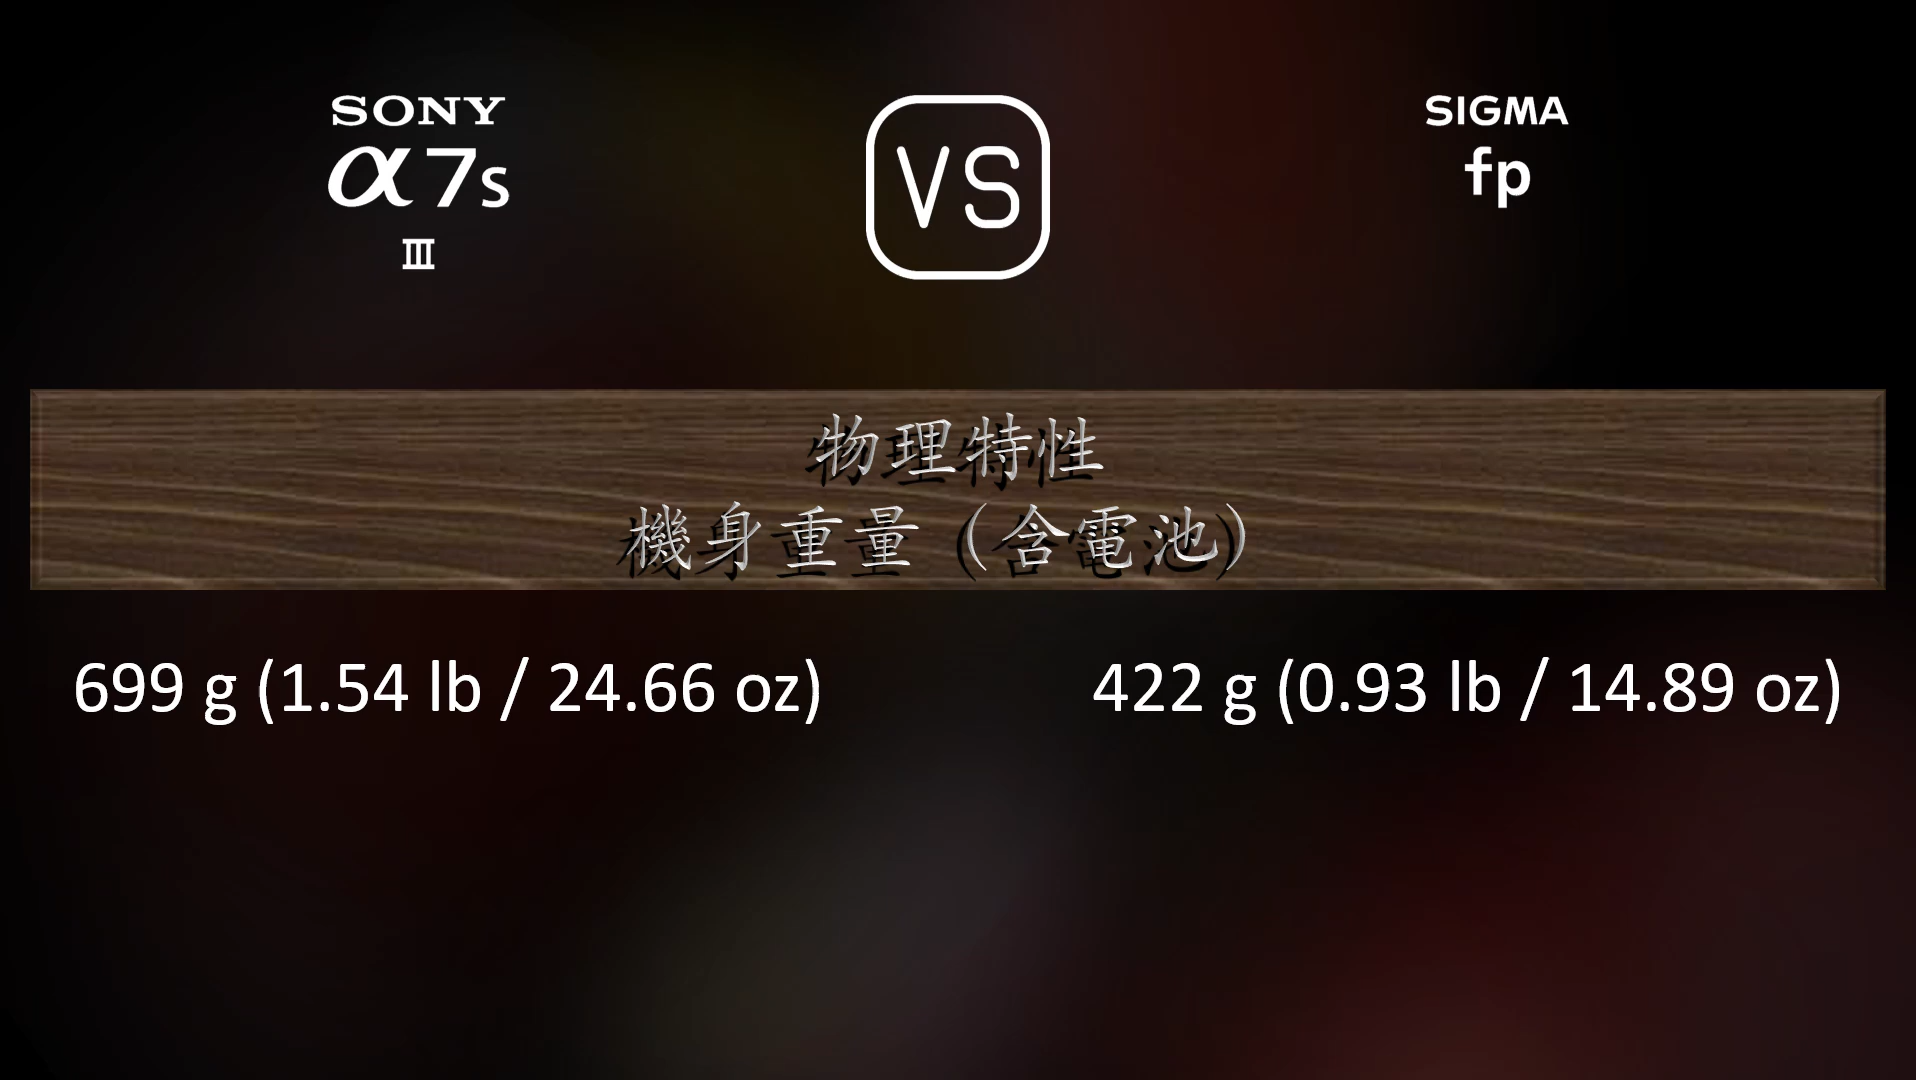 SONY
α7s
III
VS
SIGMA
fp
物理特性
機身重量（含電池）
699 g (1.54 lb / 24.66 oz)
422 g (0.93 lb / 14.89 oz)